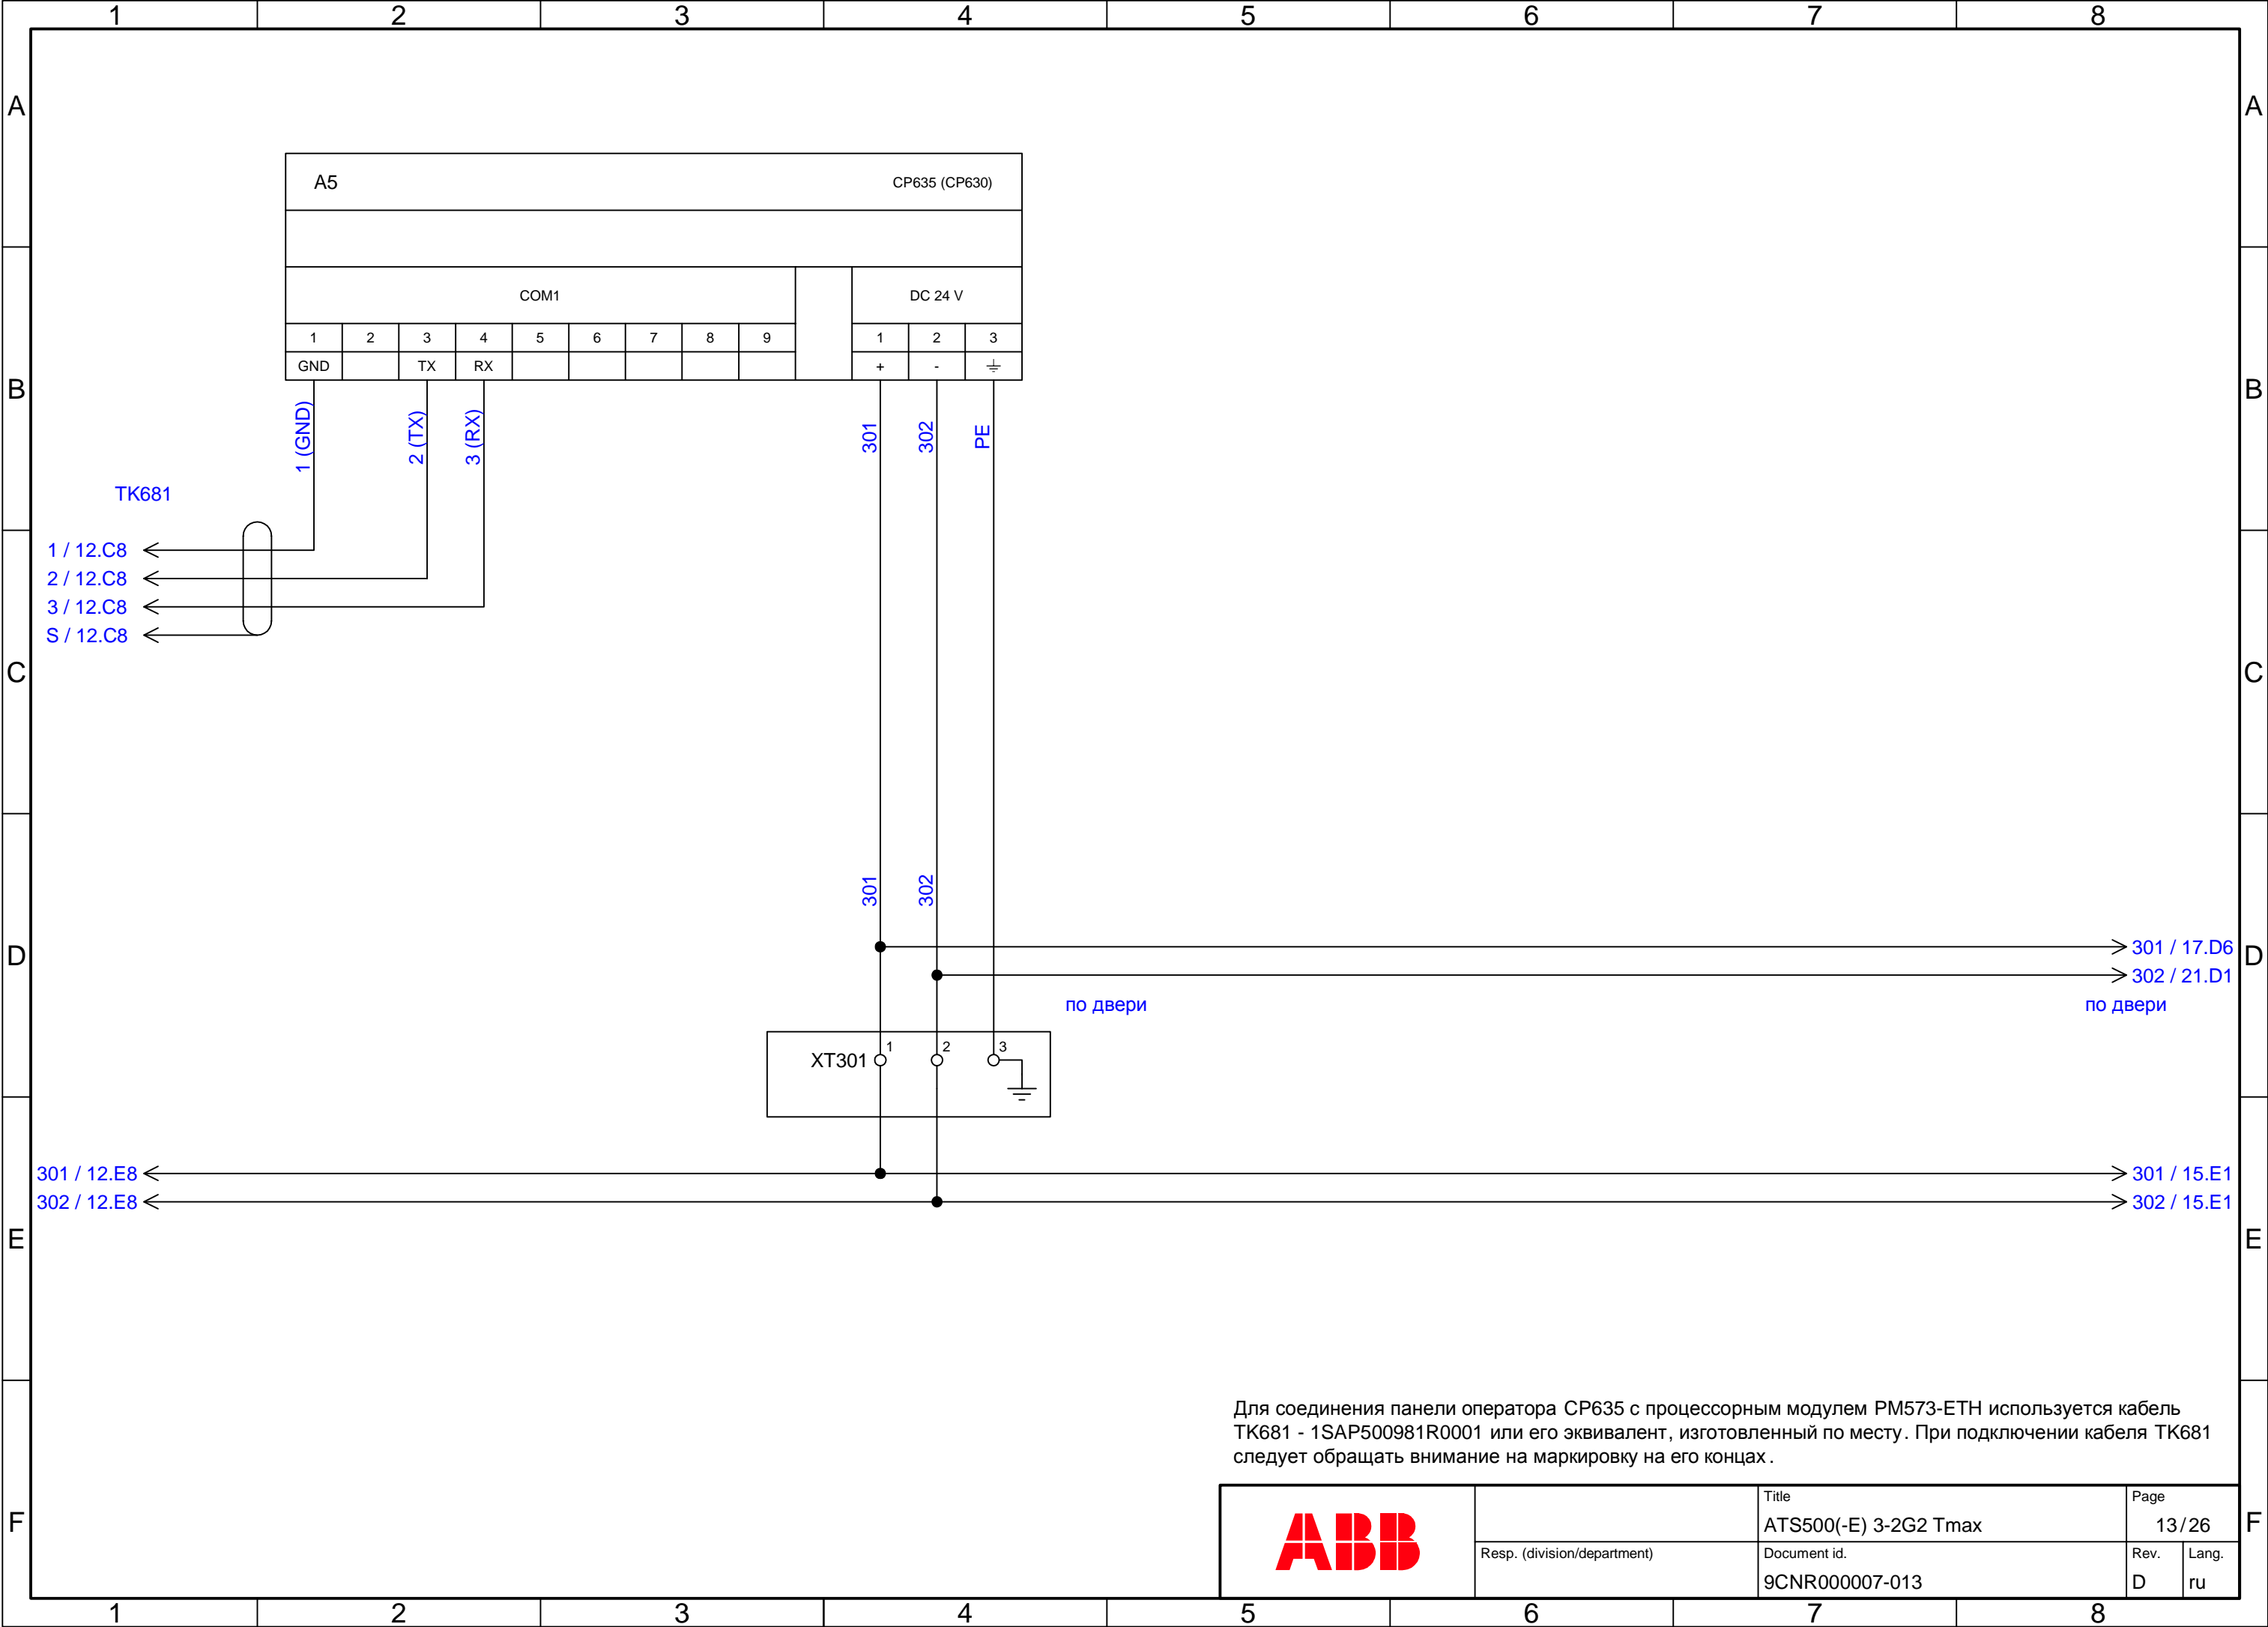 1 2 3 4 5 6 7 8
A A
A5 CP635 (CP630)
COM1 DC 24 V
1 2 3 4 5 6 7 8 9 1 2 3
GND TX RX + -
B B
1 (GND) 2 (TX) 3 (RX) 301 302 PE
TK681
1 / 12.C8
2 / 12.C8
3 / 12.C8
S / 12.C8
C C
301 302
D D
301 / 17.D6
302 / 21.D1
по двери по двери
XT301 1 2 3
301 / 12.E8 301 / 15.E1
302 / 12.E8 302 / 15.E1
E E
Для соединения панели оператора CP635 с процессорным модулем PM573-ETH используется кабель
TK681 - 1SAP500981R0001 или его эквивалент, изготовленный по месту. При подключении кабеля TK681
следует обращать внимание на маркировку на его концах.
F F
ABB
Title Page
ATS500(-E) 3-2G2 Tmax 13/26
Resp. (division/department) Document id. Rev. Lang.
9CNR000007-013 D ru
1 2 3 4 5 6 7 8